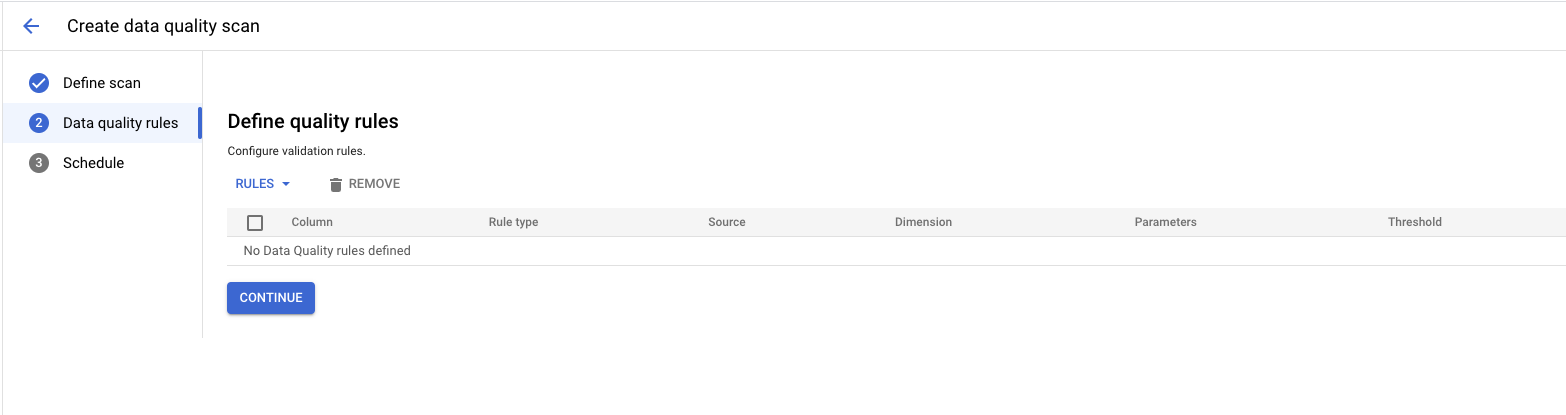 Create data quality scan
Define scan
2 Data quality rules
3 Schedule
Define quality rules
Configure validation rules.
RULES REMOVE
Column Rule type Source Dimension Parameters Threshold
No Data Quality rules defined
CONTINUE